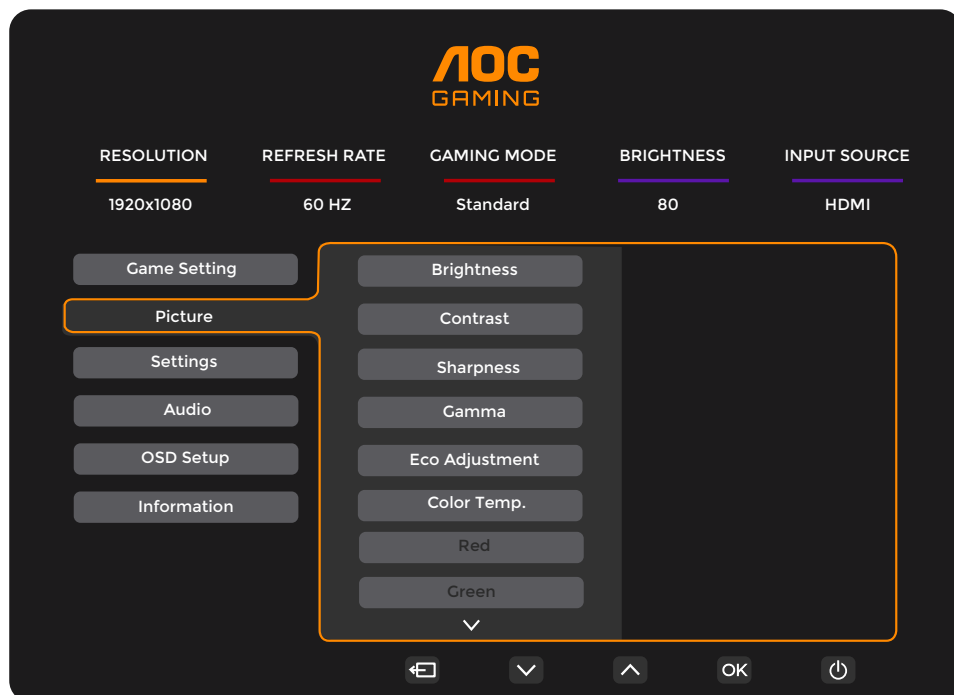 AOC
GAMING
RESOLUTION REFRESH RATE GAMING MODE BRIGHTNESS INPUT SOURCE
1920x1080 60 HZ Standard 80 HDMI
Game Setting
Picture
Settings
Audio
OSD Setup
Information
Brightness
Contrast
Sharpness
Gamma
Eco Adjustment
Color Temp.
Red
Green
OK